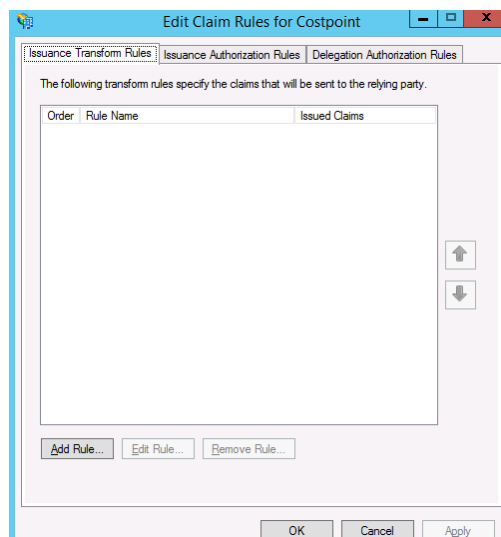 Edit Claim Rules for Costpoint
Issuance Transform Rules Issuance Authorization Rules Delegation Authorization Rules
The following transform rules specify the claims that will be sent to the relying party.
Order Rule Name Issued Claims
Add Rule... Edit Rule... Remove Rule...
OK Cancel Apply